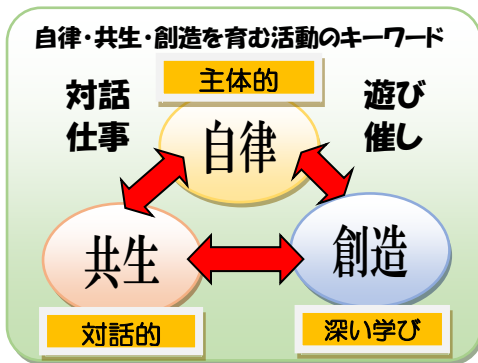 自律・共生・創造を育む活動のキーワード
主体的
対話
仕事
遊び
催し
自律
共生
創造
対話的
深い学び